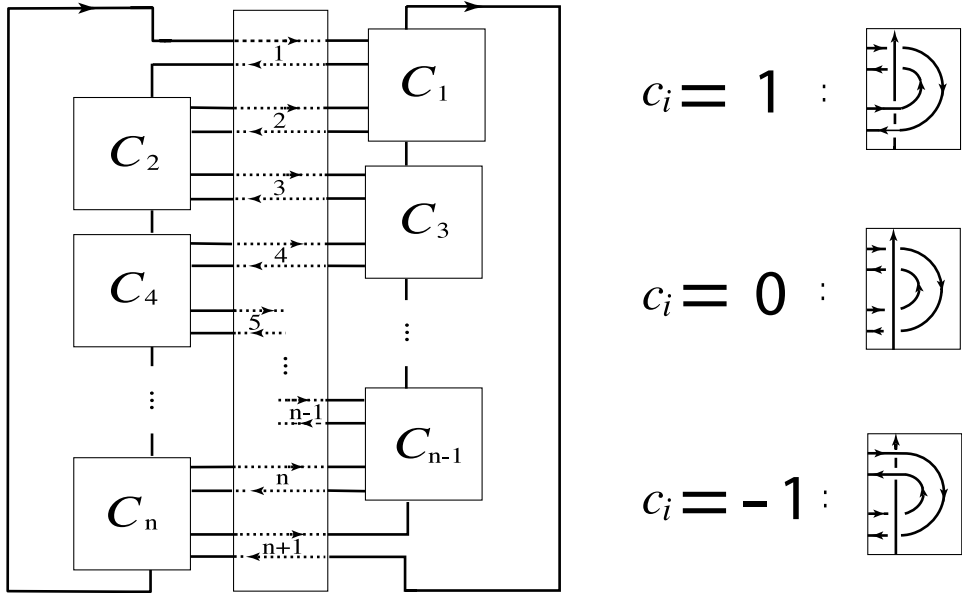 1
C1
2
C2
3
C3
4
C4
5
...
...
...
...
n-1
Cn-1
n
Cn
n+1
ci = 1 :
ci = 0 :
ci = -1 :